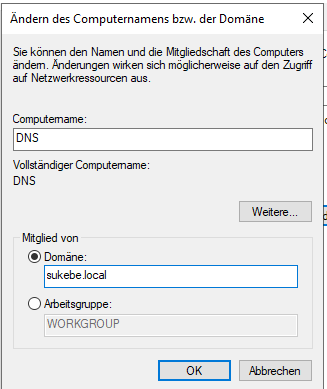 Ändern des Computernamens bzw. der Domäne
Sie können den Namen und die Mitgliedschaft des Computers
ändern. Änderungen wirken sich möglicherweise auf den Zugriff
auf Netzwerkressourcen aus.
Computername:
DNS
Vollständiger Computername:
DNS
Weitere...
Mitglied von
Domäne:
sukebe.local
Arbeitsgruppe:
WORKGROUP
OK
Abbrechen